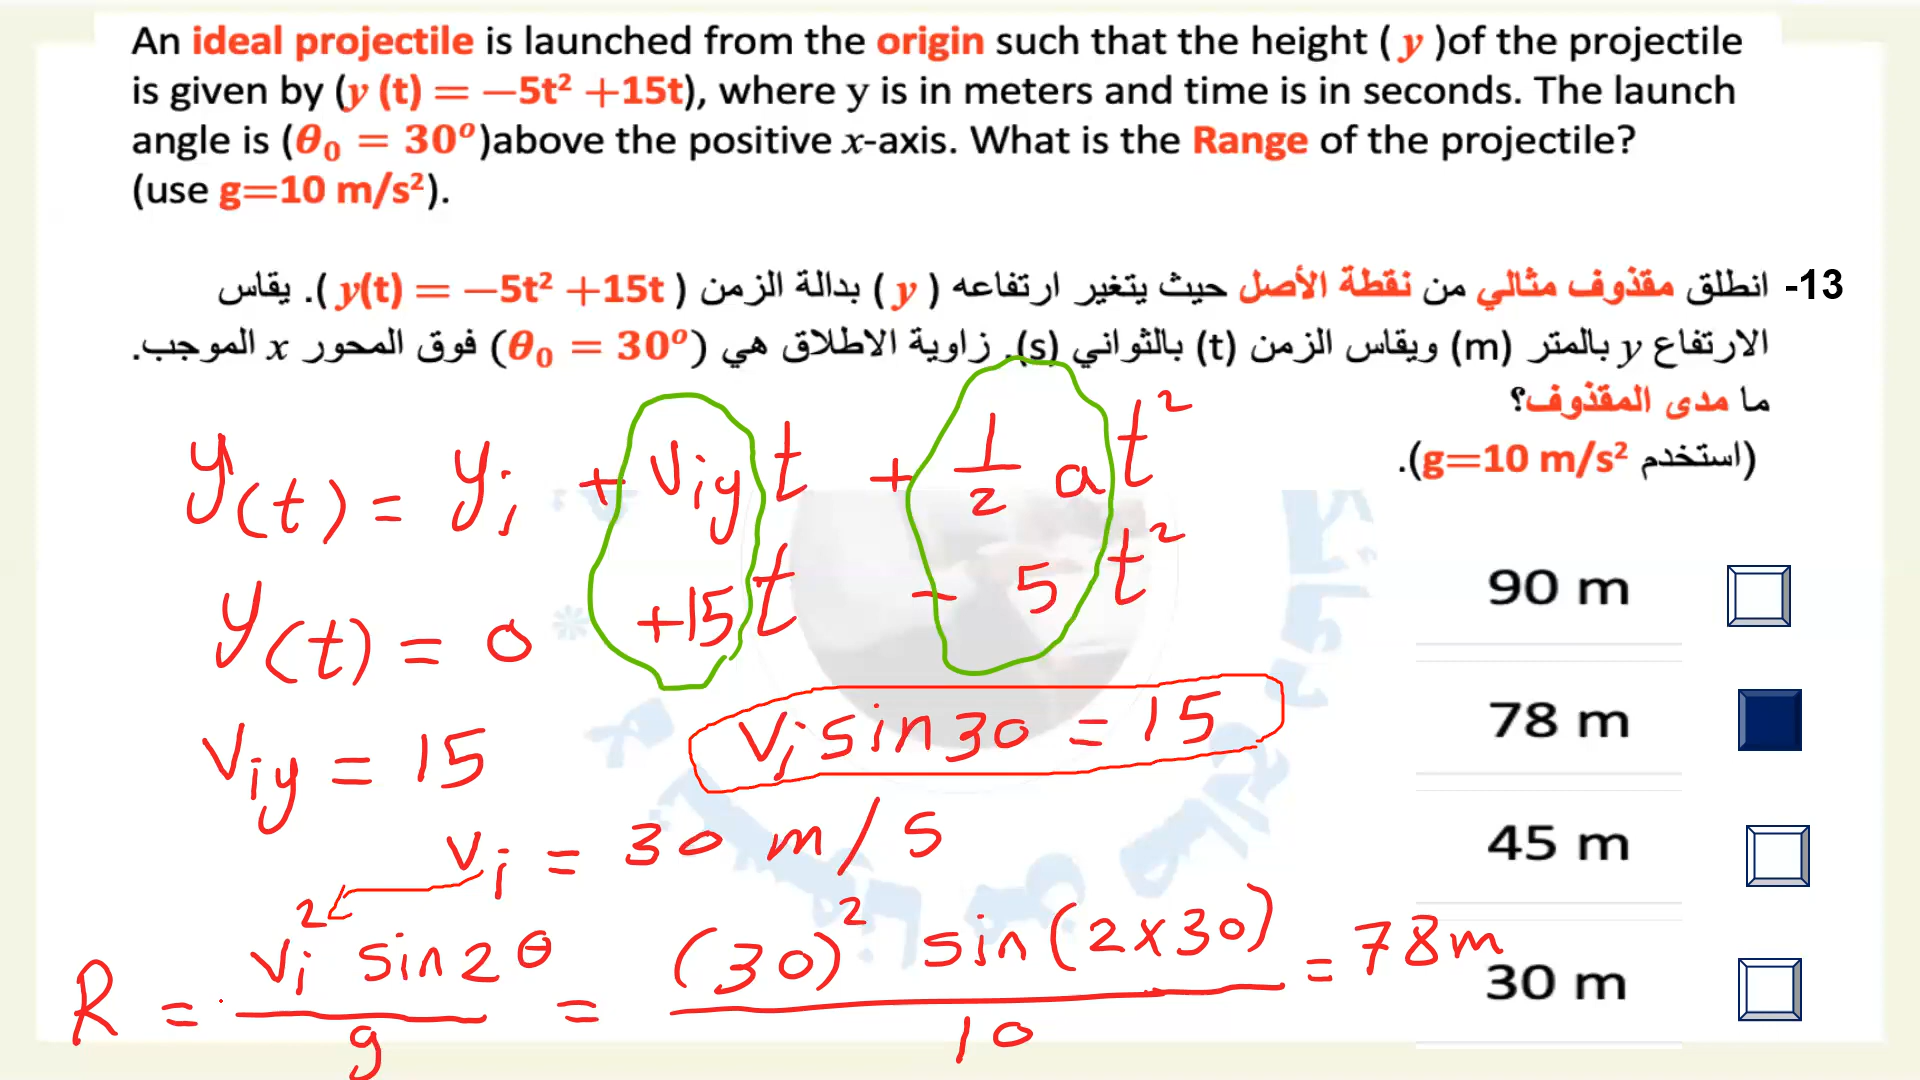 An ideal projectile is launched from the origin such that the height ( y )of the projectile
is given by (y (t) = −5t² +15t), where y is in meters and time is in seconds. The launch
angle is (θ₀ = 30°)above the positive x-axis. What is the Range of the projectile?
(use g=10 m/s²).
13- انطلق مقذوف مثالي من نقطة الأصل حيث يتغير ارتفاعه ( y ) بدالة الزمن ( y(t) = −5t² +15t ). يقاس
الارتفاع y بالمتر (m) ويقاس الزمن (t) بالثواني (s). زاوية الاطلاق هي (θ₀ = 30°) فوق المحور x الموجب.
ما مدى المقذوف؟
(استخدم g=10 m/s²).
y(t) = yi + viy t + 1/2 a t²
y(t) = 0 +15 t - 5 t²
viy = 15
vi sin30 = 15
vi = 30 m/s
R = vi² sin2θ / g = (30)² sin(2x30) / 10 = 78m
90 m
78 m
45 m
30 m